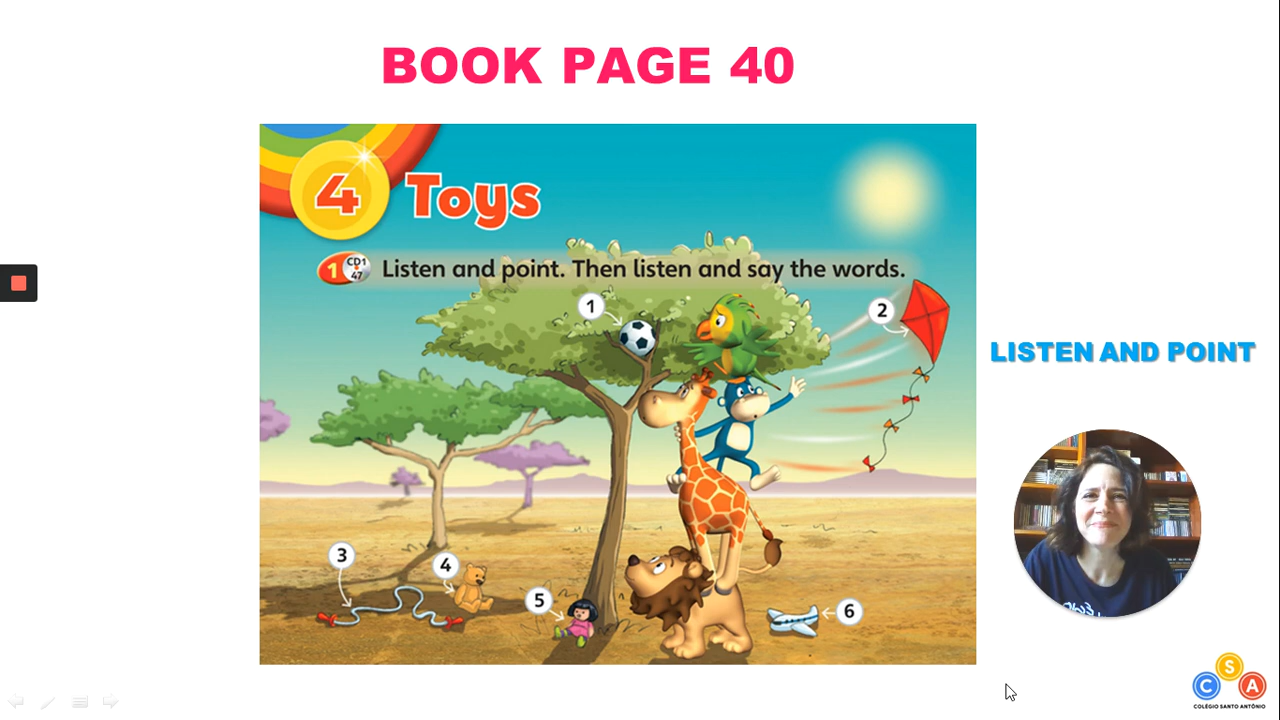 BOOK PAGE 40
4 Toys
1 CD1 47 Listen and point. Then listen and say the words.
1
2
LISTEN AND POINT
3
4
5
6
C S A
COLÉGIO SANTO ANTÔNIO